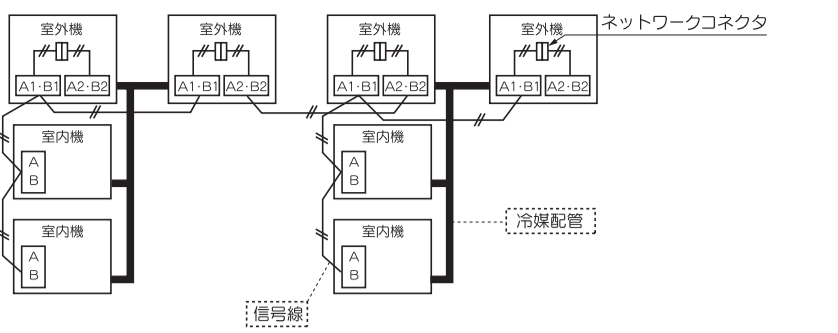 室外機 室外機 室外機 室外機 ネットワークコネクタ
A1·B1 A2·B2 A1·B1 A2·B2 A1·B1 A2·B2 A1·B1 A2·B2
室内機 室内機
A A
B B
冷媒配管
室内機 室内機
A A
B B
信号線